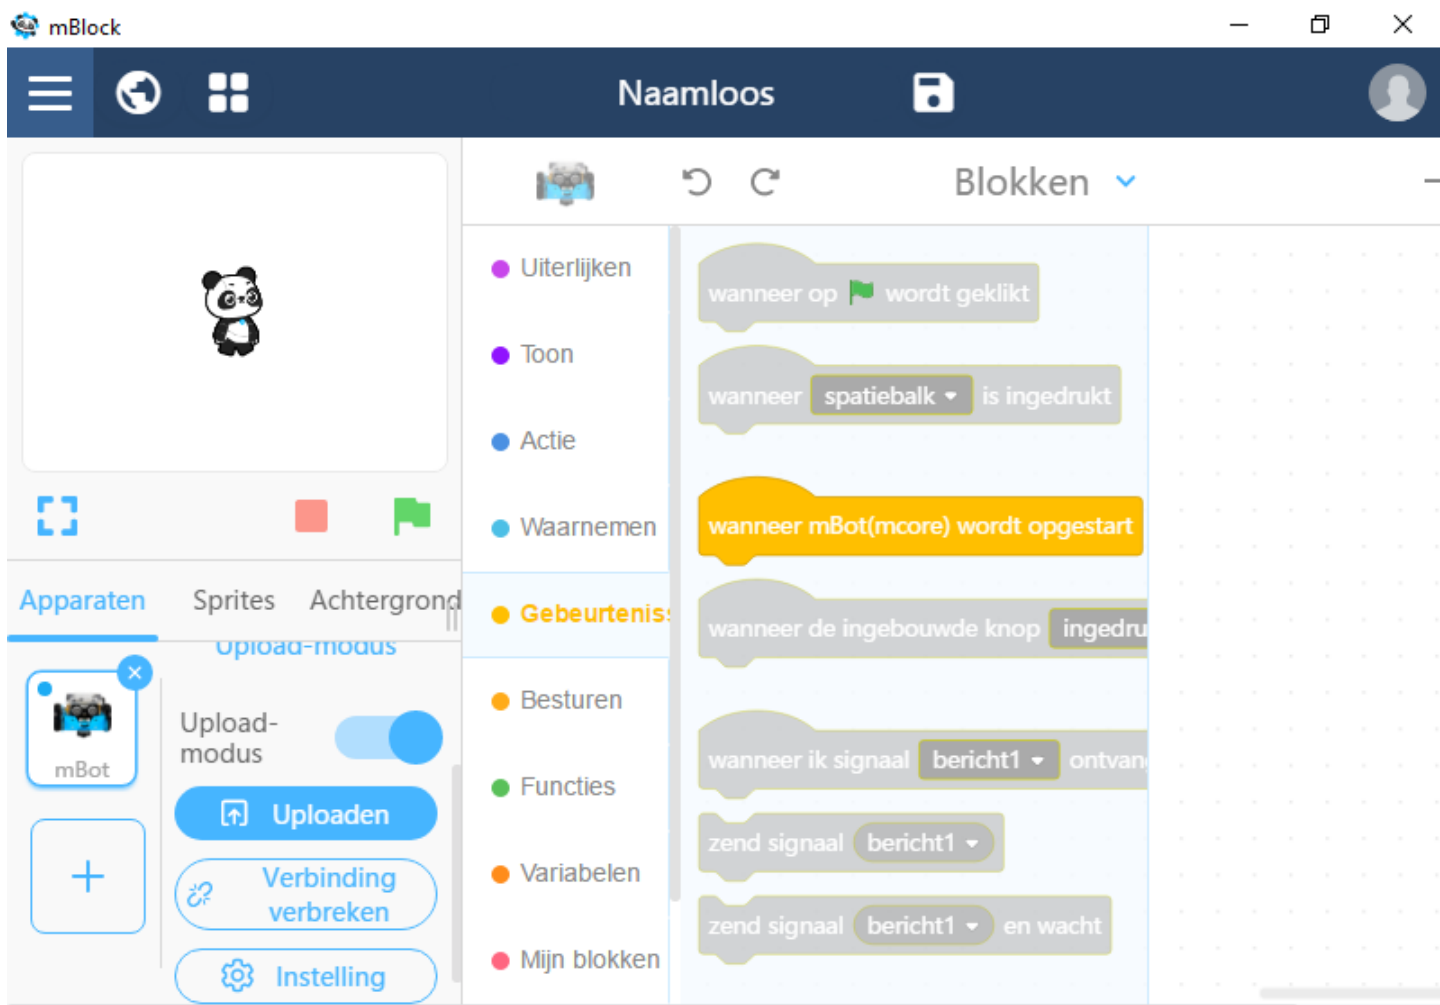 mBlock
Naamloos
Blokken
Uiterlijken
Toon
Actie
Waarnemen
Gebeurteniss
Besturen
Functies
Variabelen
Mijn blokken
wanneer op wordt geklikt
wanneer spatiebalk is ingedrukt
wanneer mBot(mcore) wordt opgestart
wanneer de ingebouwde knop ingedru
wanneer ik signaal bericht1 ontvan
zend signaal bericht1
zend signaal bericht1 en wacht
Apparaten Sprites Achtergrond
mBot
Upload-modus
Upload-
modus
Uploaden
Verbinding
verbreken
Instelling